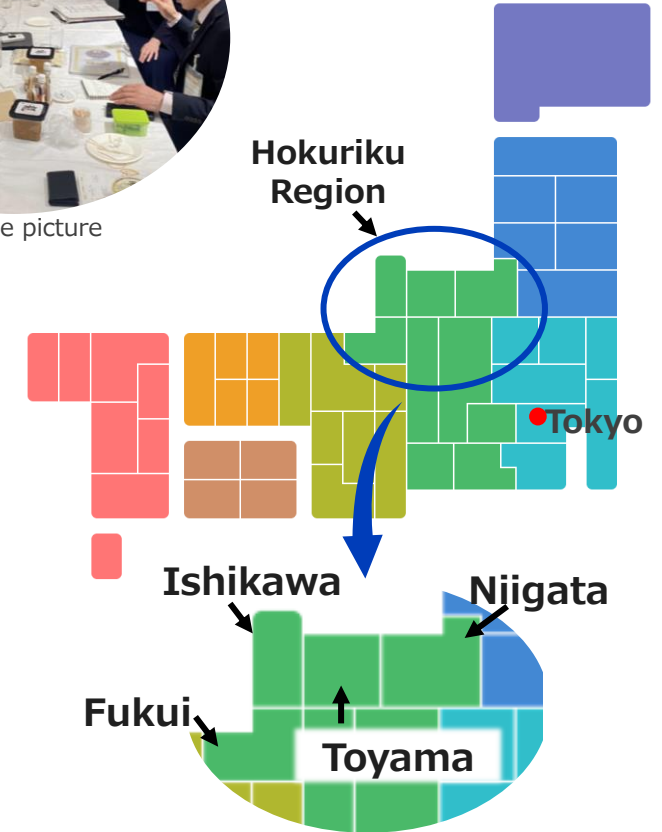 Hokuriku
Region
e picture
Tokyo
Ishikawa
Niigata
Fukui
Toyama